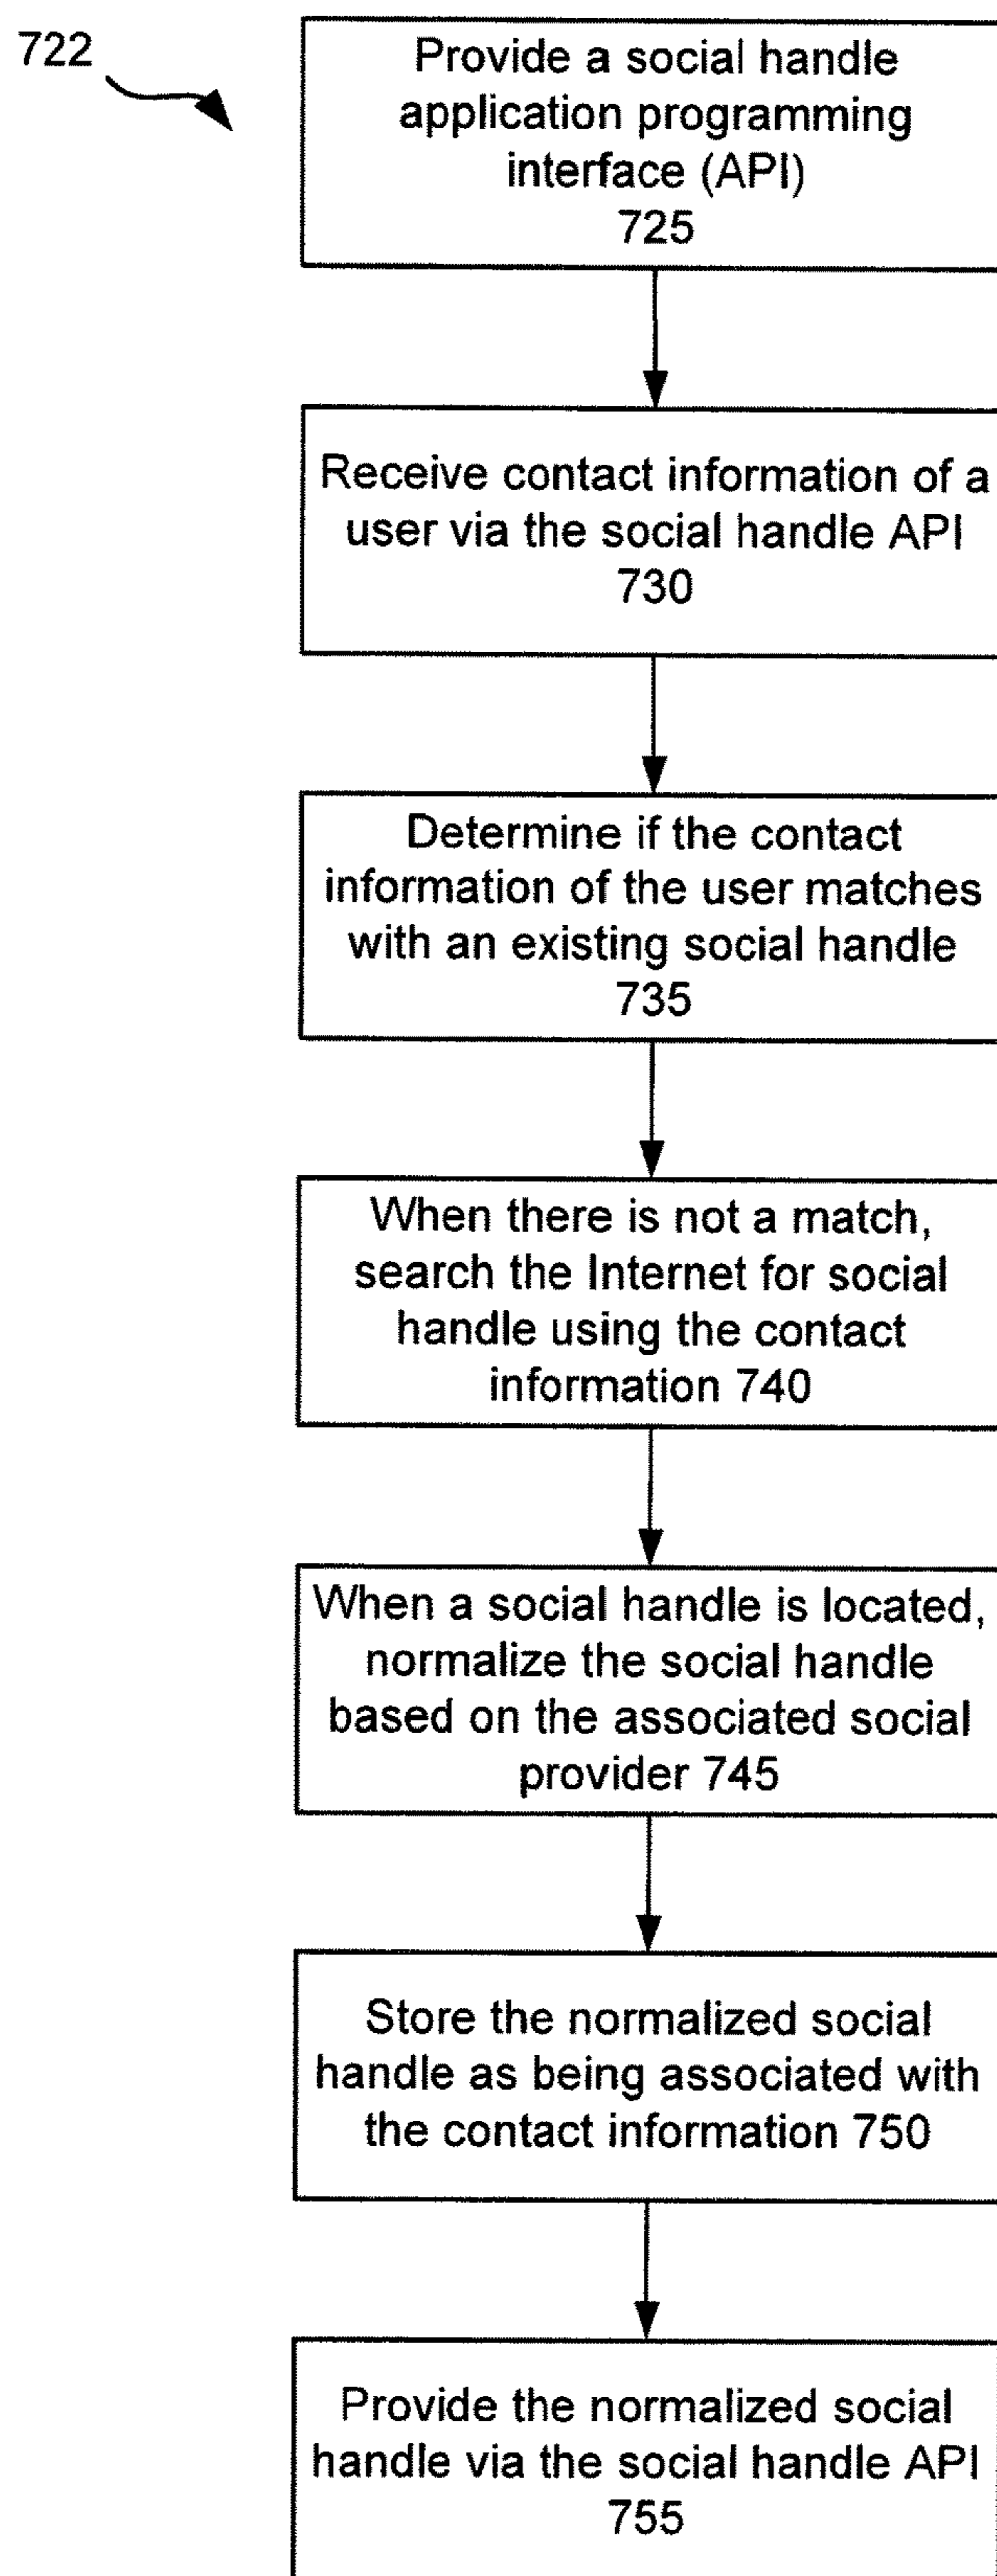 722
Provide a social handle
application programming
interface (API)
725
Receive contact information of a
user via the social handle API
730
Determine if the contact
information of the user matches
with an existing social handle
735
When there is not a match,
search the Internet for social
handle using the contact
information 740
When a social handle is located,
normalize the social handle
based on the associated social
provider 745
Store the normalized social
handle as being associated with
the contact information 750
Provide the normalized social
handle via the social handle API
755